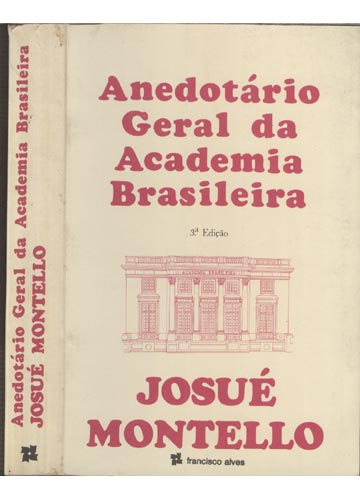 Anedotário Geral da Academia Brasileira
JOSUÉ MONTELLO
Anedotário
Geral da
Academia
Brasileira
3ª Edição
ACADEMIA BRASILEIRA
JOSUÉ
MONTELLO
francisco alves